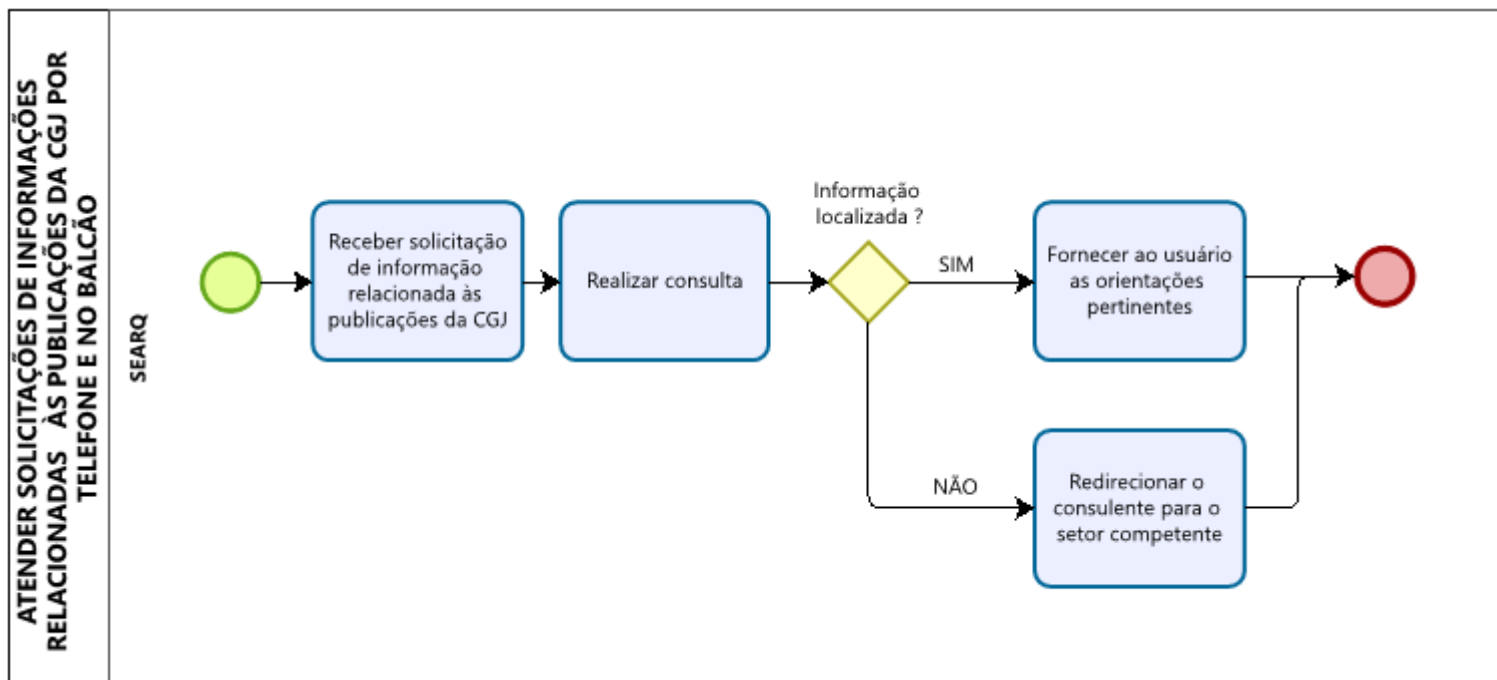 ATENDER SOLICITAÇÕES DE INFORMAÇÕES
RELACIONADAS ÀS PUBLICAÇÕES DA CGJ POR
TELEFONE E NO BALCÃO
SEARQ
Receber solicitação
de informação
relacionada às
publicações da CGJ
Realizar consulta
Informação
localizada ?
SIM
Fornecer ao usuário
as orientações
pertinentes
NÃO
Redirecionar o
consulente para o
setor competente